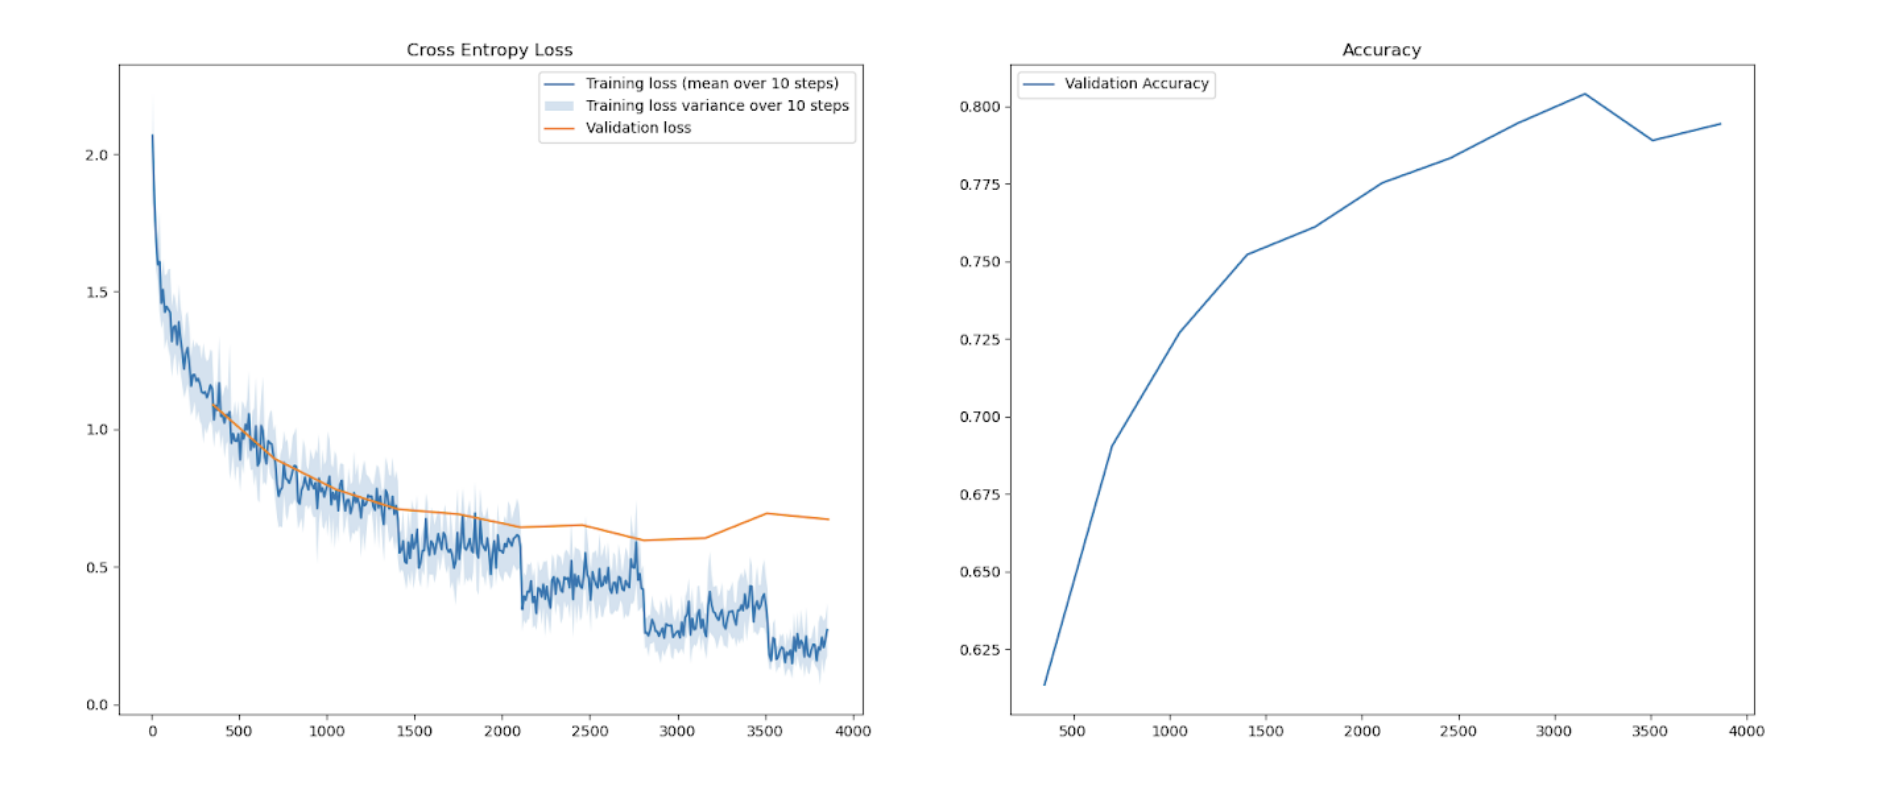 Cross Entropy Loss
Training loss (mean over 10 steps)
Training loss variance over 10 steps
Validation loss
2.0
1.5
1.0
0.5
0.0
0 500 1000 1500 2000 2500 3000 3500 4000
Accuracy
Validation Accuracy
0.800
0.775
0.750
0.725
0.700
0.675
0.650
0.625
500 1000 1500 2000 2500 3000 3500 4000